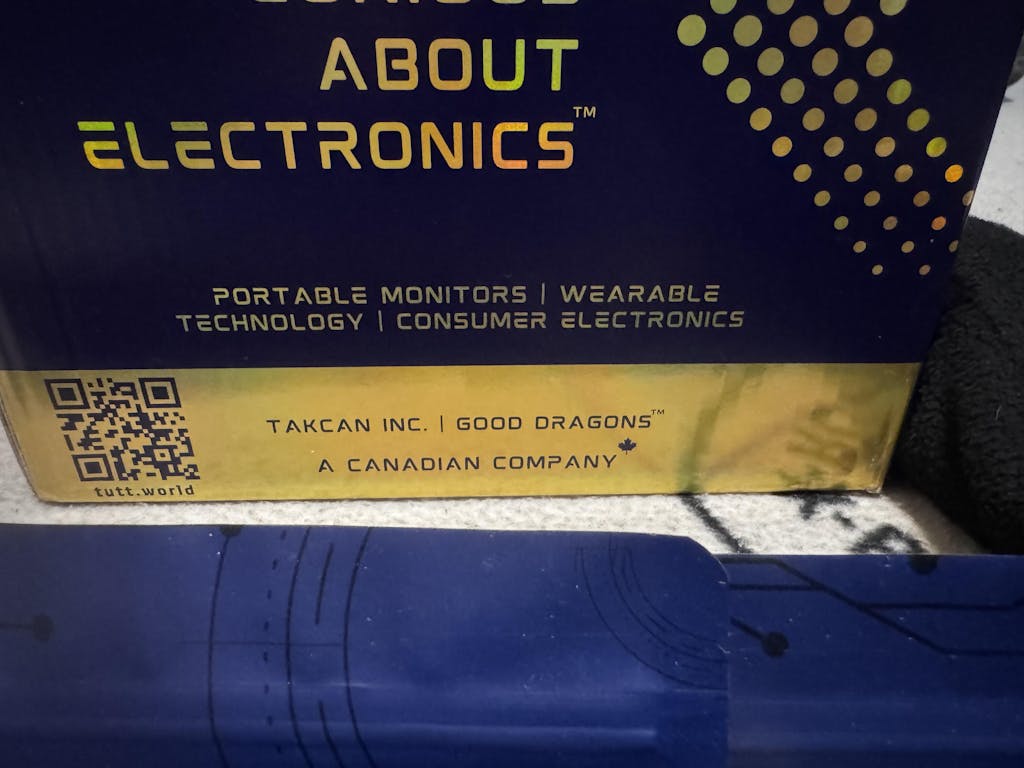 ABOUT
ELECTRONICS™
PORTABLE MONITORS | WEARABLE
TECHNOLOGY | CONSUMER ELECTRONICS
TAKCAN INC. | GOOD DRAGONS™
A CANADIAN COMPANY
tutt.world